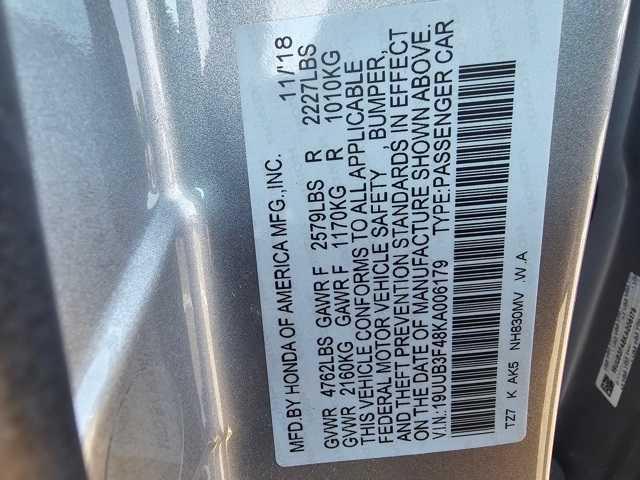 MFD.BY HONDA OF AMERICA MFG.,INC. 11/'18
GVWR 4762LBS GAWR F 2579LBS R 2227LBS
GVWR 2160KG GAWR F 1170KG R 1010KG
THIS VEHICLE CONFORMS TO ALL APPLICABLE
FEDERAL MOTOR VEHICLE SAFETY , BUMPER,
AND THEFT PREVENTION STANDARDS IN EFFECT
ON THE DATE OF MANUFACTURE SHOWN ABOVE.
V.I.N.:19UUB3F48KA006179 TYPE:PASSENGER CAR
TZ7 K AK5 NH830MV .W .A